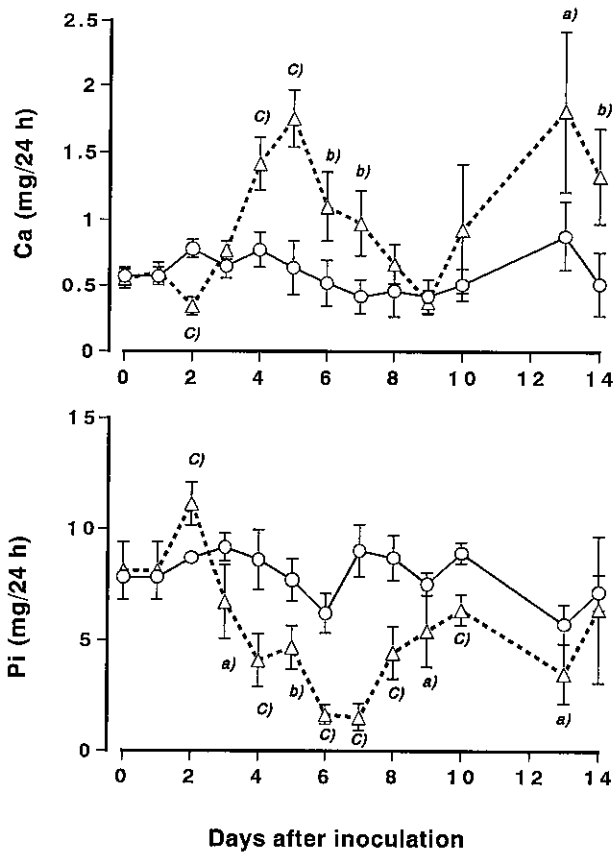 2.5
2
1.5
1
0.5
0
Ca (mg/24 h)
c)
c)
c)
b)
b)
a)
b)
0 2 4 6 8 10 13 14
15
10
5
0
Pi (mg/24 h)
c)
a)
c)
b)
c)
c)
c)
a)
c)
a)
0 2 4 6 8 10 12 14
Days after inoculation